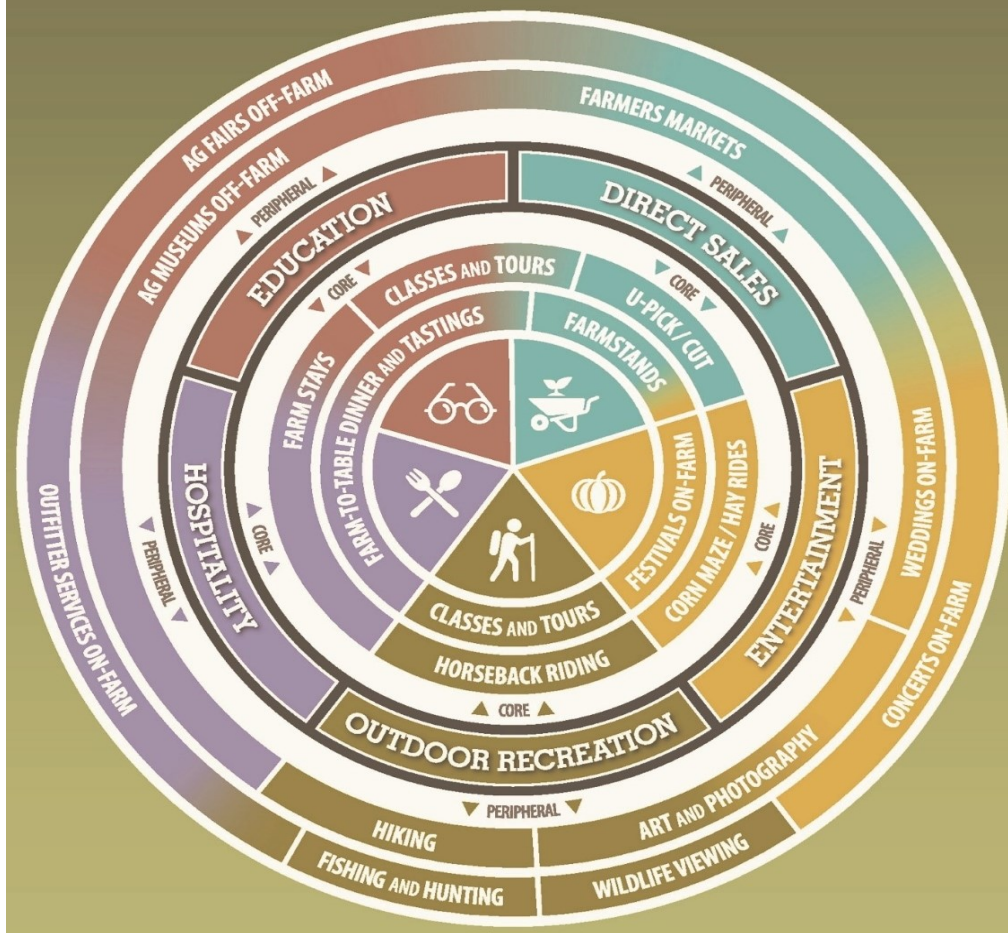 AG FAIRS OFF-FARM
AG MUSEUMS OFF-FARM
FARMERS MARKETS
PERIPHERAL
PERIPHERAL
EDUCATION
DIRECT SALES
CORE
CORE
CLASSES AND TOURS
U-PICK / CUT
FARM STAYS
FARM-TO-TABLE DINNER AND TASTINGS
FARMSTANDS
FESTIVALS ON-FARM
CORN MAZE / HAY RIDES
CLASSES AND TOURS
HORSEBACK RIDING
CORE
CORE
CORE
HOSPITALITY
OUTDOOR RECREATION
ENTERTAINMENT
PERIPHERAL
PERIPHERAL
PERIPHERAL
OUTFITTER SERVICES ON-FARM
WEDDINGS ON-FARM
CONCERTS ON-FARM
HIKING
ART AND PHOTOGRAPHY
FISHING AND HUNTING
WILDLIFE VIEWING